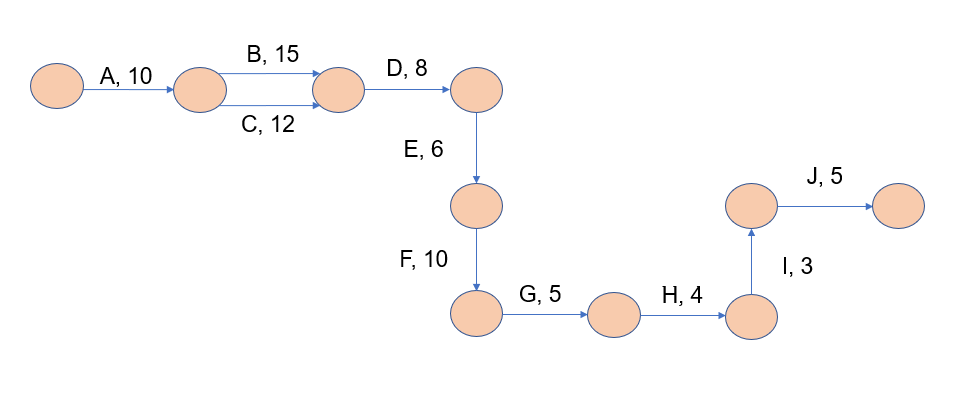 A, 10
B, 15
C, 12
D, 8
E, 6
F, 10
G, 5
H, 4
I, 3
J, 5